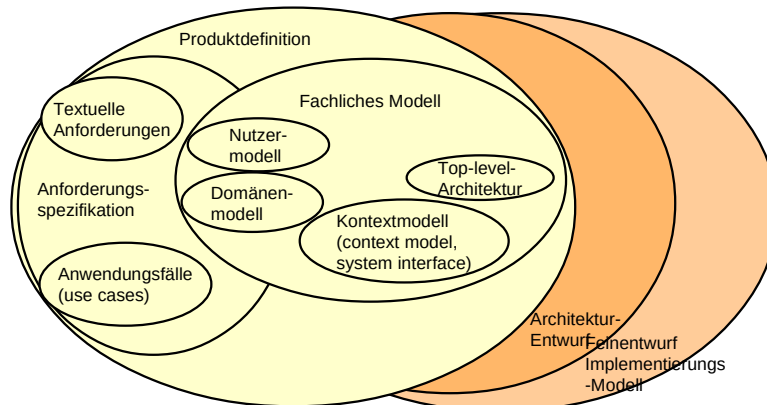 Produktdefinition
Textuelle
Anforderungen
Fachliches Modell
Nutzer-
modell
Top-level-
Architektur
Anforderungs-
spezifikation
Domänen-
modell
Kontextmodell
(context model,
system interface)
Anwendungsfälle
(use cases)
Architektur-
Entwurf
Feinentwurf
Implementierungs
-Modell